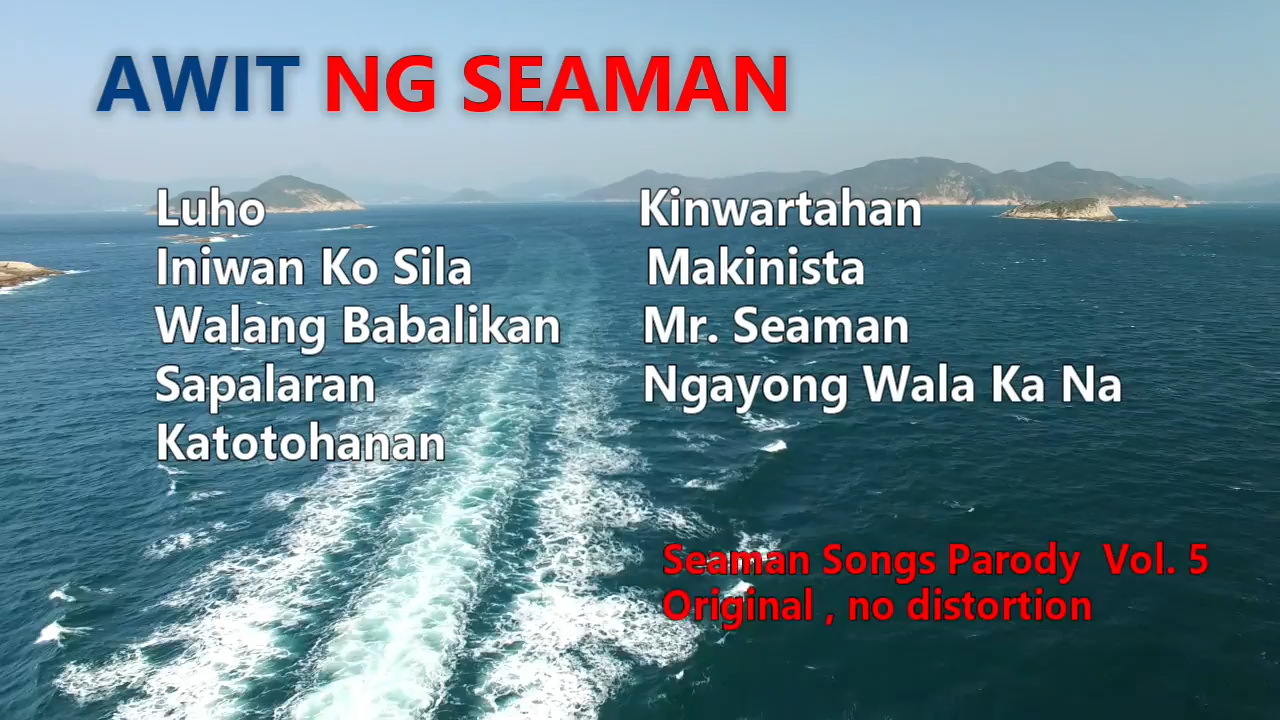 AWIT NG SEAMAN
Luho
Iniwan Ko Sila
Walang Babalikan
Sapalaran
Katotohanan
Kinwartahan
Makinista
Mr. Seaman
Ngayong Wala Ka Na
Seaman Songs Parody Vol. 5
Original , no distortion